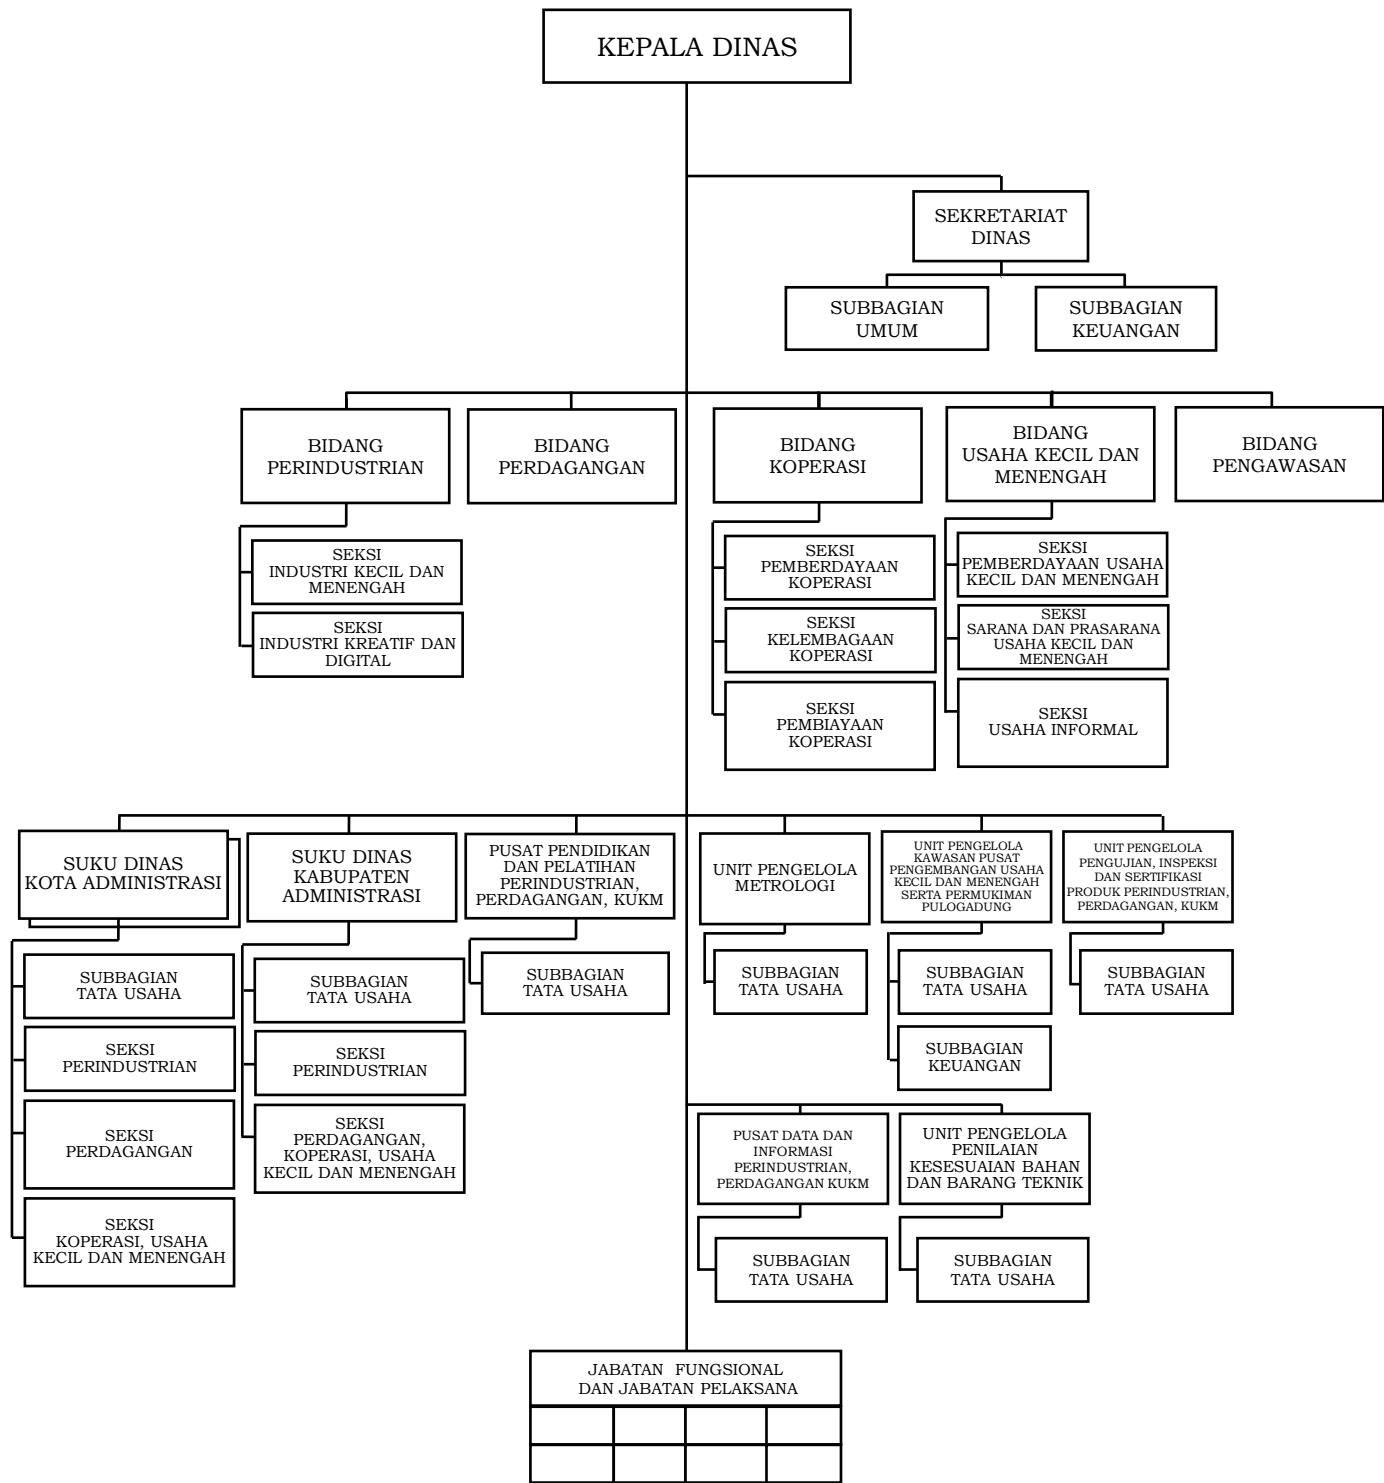 KEPALA DINAS
SEKRETARIAT
DINAS
SUBBAGIAN
UMUM
SUBBAGIAN
KEUANGAN
BIDANG
PERINDUSTRIAN
BIDANG
PERDAGANGAN
BIDANG
KOPERASI
BIDANG
USAHA KECIL DAN
MENENGAH
BIDANG
PENGAWASAN
SEKSI
INDUSTRI KECIL DAN
MENENGAH
SEKSI
INDUSTRI KREATIF DAN
DIGITAL
SEKSI
PEMBERDAYAAN
KOPERASI
SEKSI
KELEMBAGAAN
KOPERASI
SEKSI
PEMBIAYAAN
KOPERASI
SEKSI
PEMBERDAYAAN USAHA
KECIL DAN MENENGAH
SEKSI
SARANA DAN PRASARANA
USAHA KECIL DAN
MENENGAH
SEKSI
USAHA INFORMAL
SUKU DINAS
KOTA ADMINISTRASI
SUBBAGIAN
TATA USAHA
SEKSI
PERINDUSTRIAN
SEKSI
PERDAGANGAN
SEKSI
KOPERASI, USAHA
KECIL DAN MENENGAH
SUKU DINAS
KABUPATEN
ADMINISTRASI
SUBBAGIAN
TATA USAHA
SEKSI
PERINDUSTRIAN
SEKSI
PERDAGANGAN,
KOPERASI, USAHA
KECIL DAN MENENGAH
PUSAT PENDIDIKAN
DAN PELATIHAN
PERINDUSTRIAN,
PERDAGANGAN, KUKM
SUBBAGIAN
TATA USAHA
UNIT PENGELOLA
METROLOGI
SUBBAGIAN
TATA USAHA
UNIT PENGELOLA
KAWASAN PUSAT
PENGEMBANGAN USAHA
KECIL DAN MENENGAH
SERTA PERMUKIMAN
PULOGADUNG
SUBBAGIAN
TATA USAHA
SUBBAGIAN
KEUANGAN
UNIT PENGELOLA
PENGUJIAN, INSPEKSI
DAN SERTIFIKASI
PRODUK PERINDUSTRIAN,
PERDAGANGAN, KUKM
SUBBAGIAN
TATA USAHA
PUSAT DATA DAN
INFORMASI
PERINDUSTRIAN,
PERDAGANGAN KUKM
SUBBAGIAN
TATA USAHA
UNIT PENGELOLA
PENILAIAN
KESESUAIAN BAHAN
DAN BARANG TEKNIK
SUBBAGIAN
TATA USAHA
JABATAN FUNGSIONAL
DAN JABATAN PELAKSANA